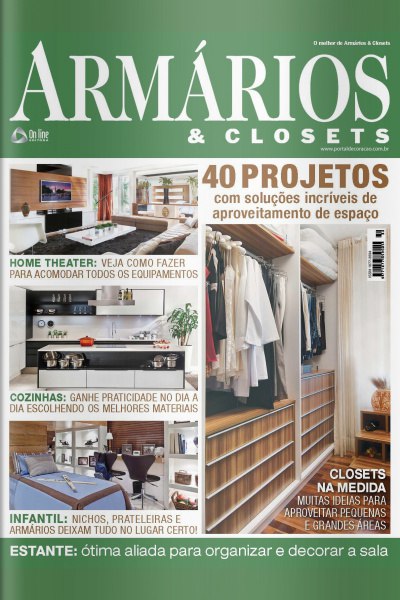 O melhor de Armários & Closets
ARMÁRIOS
& CLOSETS
On line
EDITORA
www.portaldecoracao.com.br
40 PROJETOS
com soluções incríveis de
aproveitamento de espaço
HOME THEATER: VEJA COMO FAZER
PARA ACOMODAR TODOS OS EQUIPAMENTOS
COZINHAS: GANHE PRATICIDADE NO DIA A
DIA ESCOLHENDO OS MELHORES MATERIAIS
INFANTIL: NICHOS, PRATELEIRAS E
ARMÁRIOS DEIXAM TUDO NO LUGAR CERTO!
CLOSETS
NA MEDIDA
MUITAS IDEIAS PARA
APROVEITAR PEQUENAS
E GRANDES ÁREAS
ESTANTE: ótima aliada para organizar e decorar a sala